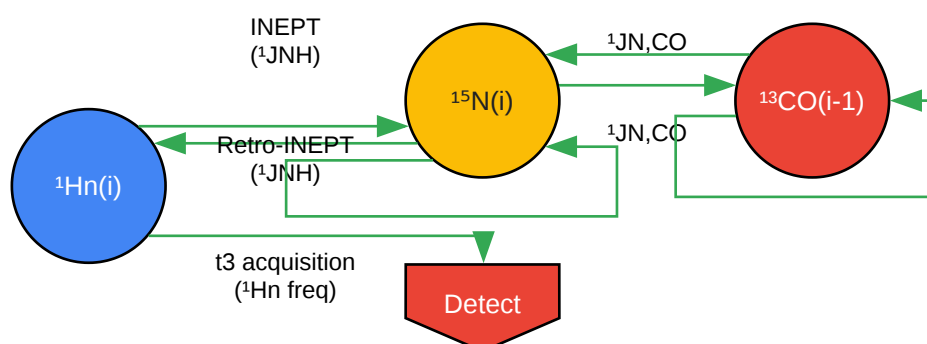 INEPT
(¹JNH)
¹JN,CO
¹⁵N(i)
¹³CO(i-1)
¹JN,CO
Retro-INEPT
(¹JNH)
¹Hn(i)
t3 acquisition
(¹Hn freq)
Detect